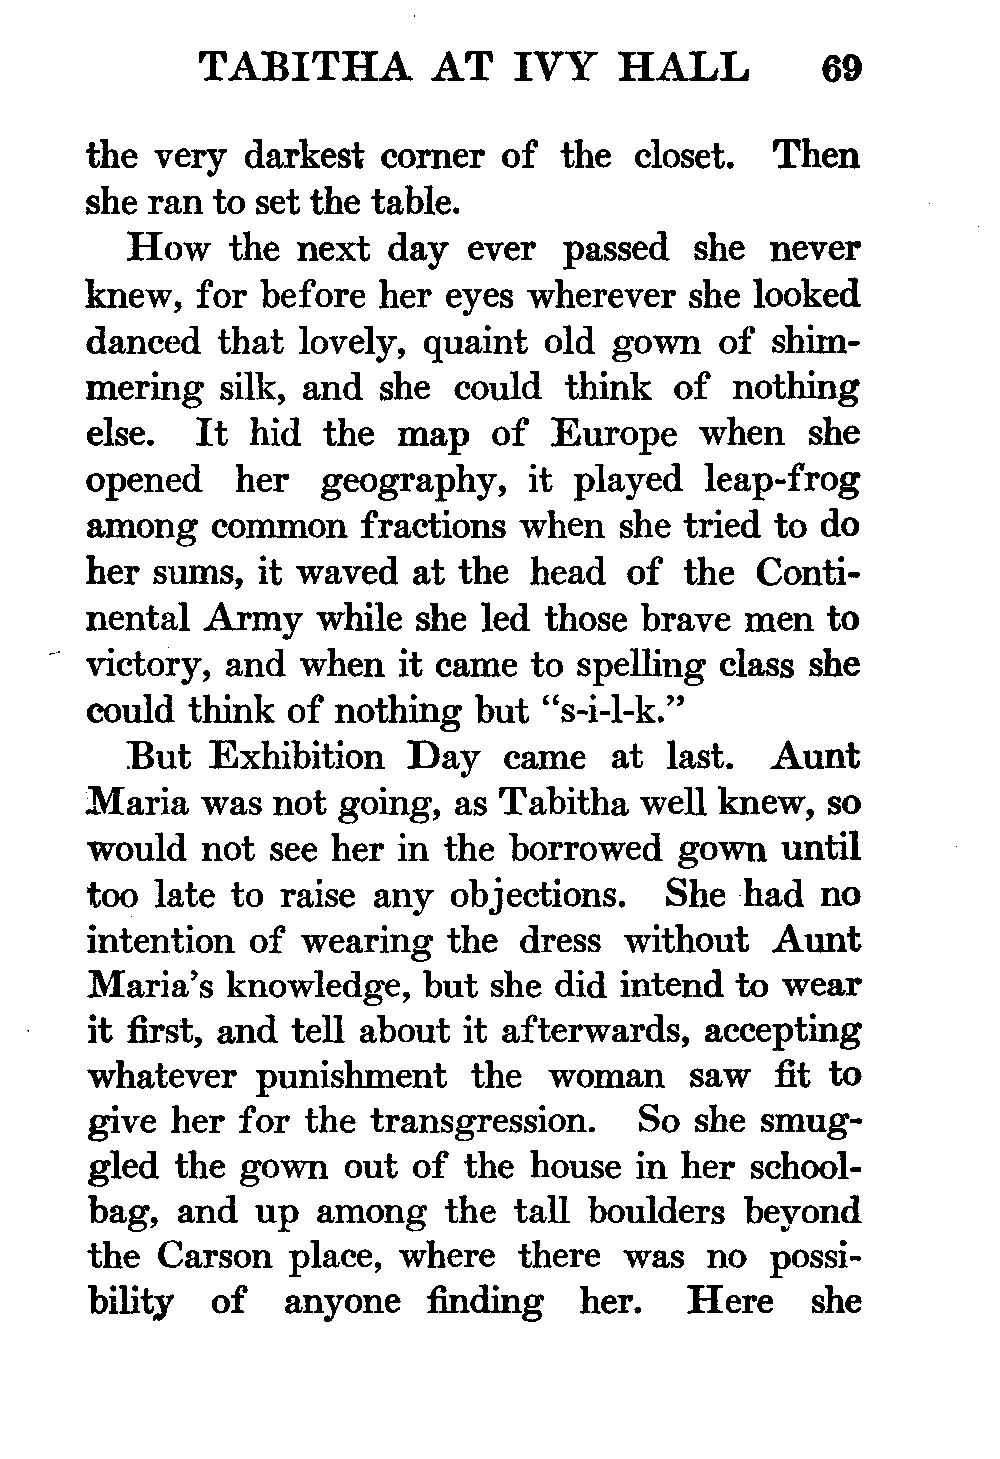 TABITHA AT IVY HALL 69
the very darkest corner of the closet. Then
she ran to set the table.
How the next day ever passed she never
knew, for before her eyes wherever she looked
danced that lovely, quaint old gown of shim-
mering silk, and she could think of nothing
else. It hid the map of Europe when she
opened her geography, it played leap-frog
among common fractions when she tried to do
her sums, it waved at the head of the Conti-
nental Army while she led those brave men to
victory, and when it came to spelling class she
could think of nothing but “s-i-l-k.”
But Exhibition Day came at last. Aunt
Maria was not going, as Tabitha well knew, so
would not see her in the borrowed gown until
too late to raise any objections. She had no
intention of wearing the dress without Aunt
Maria’s knowledge, but she did intend to wear
it first, and tell about it afterwards, accepting
whatever punishment the woman saw fit to
give her for the transgression. So she smug-
gled the gown out of the house in her school-
bag, and up among the tall boulders beyond
the Carson place, where there was no possi-
bility of anyone finding her. Here she